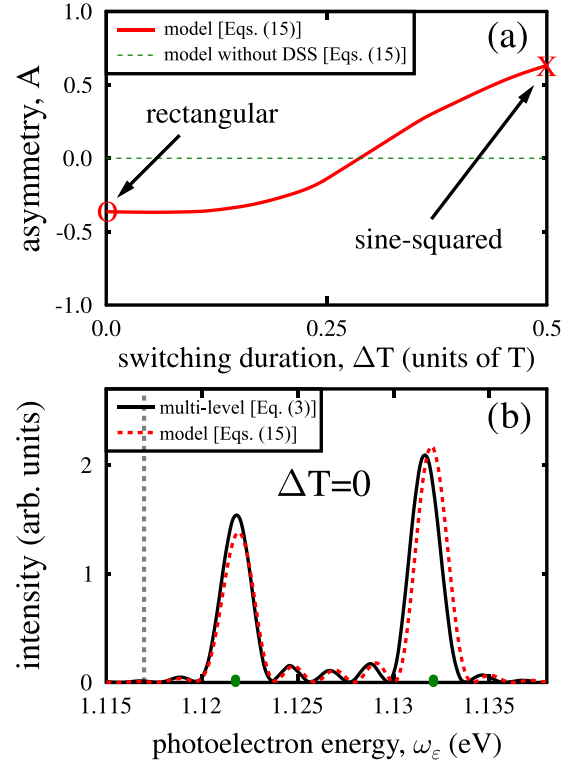 (a)
model [Eqs. (15)]
model without DSS [Eqs. (15)]
1.0
0.5
0.0
-0.5
-1.0
asymmetry, A
rectangular
sine-squared
O
X
0.0
0.25
0.5
switching duration, ΔT (units of T)
(b)
multi-level [Eq. (3)]
model [Eqs. (15)]
ΔT=0
2
1
0
intensity (arb. units)
1.115
1.12
1.125
1.13
1.135
photoelectron energy, ω_ε (eV)